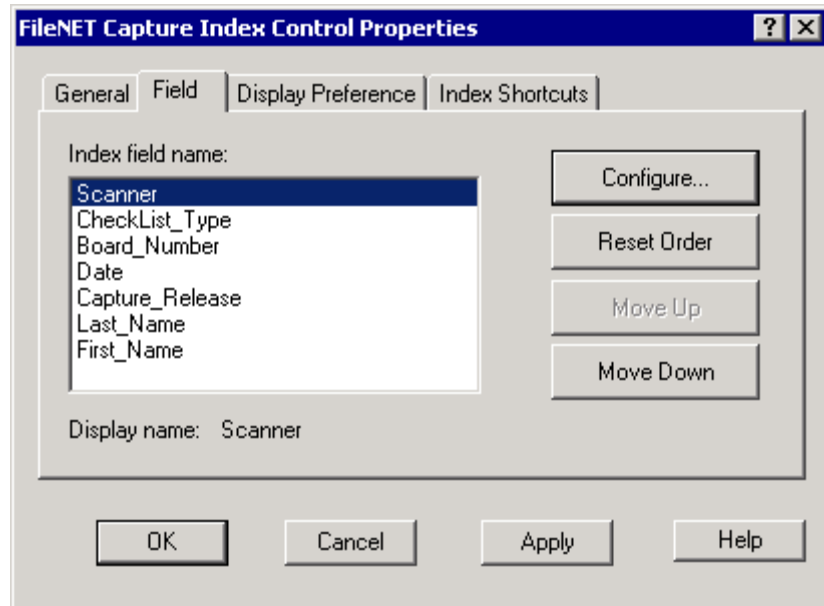 FileNET Capture Index Control Properties
General Field Display Preference Index Shortcuts
Index field name:
Scanner
CheckList_Type
Board_Number
Date
Capture_Release
Last_Name
First_Name
Configure...
Reset Order
Move Up
Move Down
Display name: Scanner
OK Cancel Apply Help